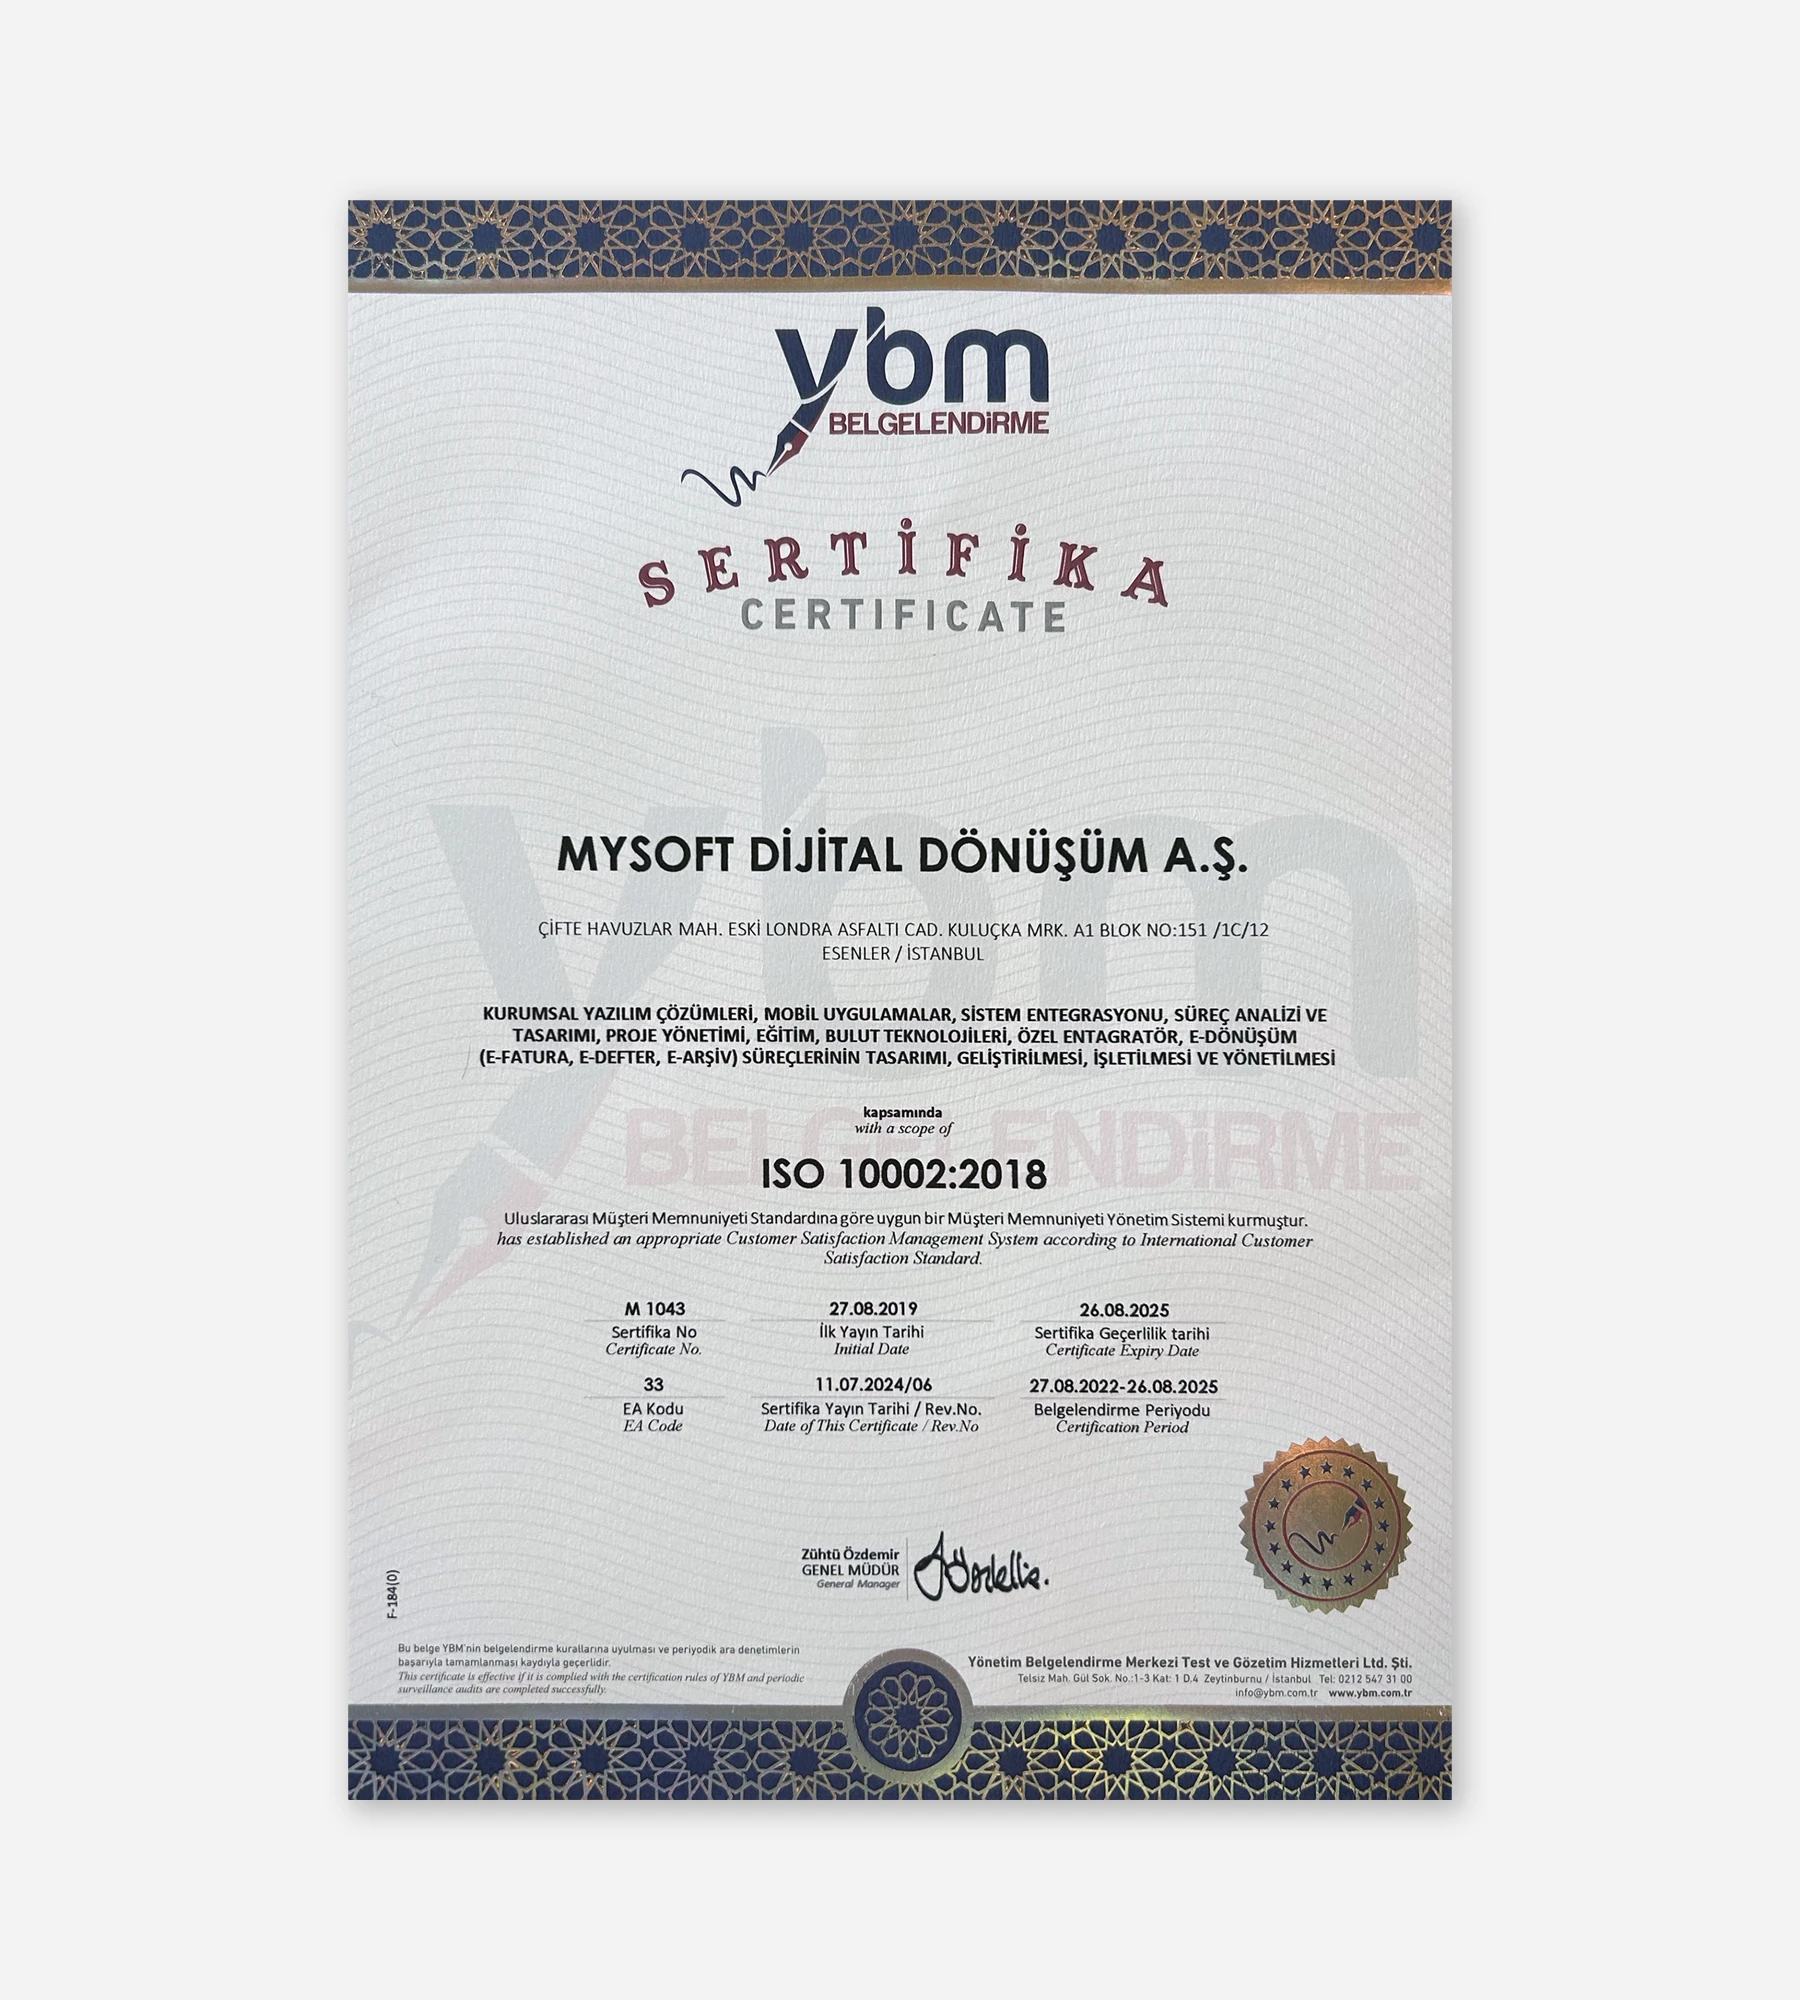 ybm
BELGELENDiRME
SERTİFİKA
CERTIFICATE
MYSOFT DİJİTAL DÖNÜŞÜM A.Ş.
ÇİFTE HAVUZLAR MAH. ESKİ LONDRA ASFALTI CAD. KULUÇKA MRK. A1 BLOK NO:151 /1C/12
ESENLER / İSTANBUL
KURUMSAL YAZILIM ÇÖZÜMLERİ, MOBİL UYGULAMALAR, SİSTEM ENTEGRASYONU, SÜREÇ ANALİZİ VE
TASARIMI, PROJE YÖNETİMİ, EĞİTİM, BULUT TEKNOLOJİLERİ, ÖZEL ENTAGRATÖR, E-DÖNÜŞÜM
(E-FATURA, E-DEFTER, E-ARŞİV) SÜREÇLERİNİN TASARIMI, GELİŞTİRİLMESİ, İŞLETİLMESİ VE YÖNETİLMESİ
kapsamında
with a scope of
ISO 10002:2018
Uluslararası Müşteri Memnuniyeti Standardına göre uygun bir Müşteri Memnuniyeti Yönetim Sistemi kurmuştur.
has established an appropriate Customer Satisfaction Management System according to International Customer
Satisfaction Standard.
M 1043 27.08.2019 26.08.2025
Sertifika No İlk Yayın Tarihi Sertifika Geçerlilik tarihi
Certificate No. Initial Date Certificate Expiry Date
33 11.07.2024/06 27.08.2022-26.08.2025
EA Kodu Sertifika Yayın Tarihi / Rev.No. Belgelendirme Periyodu
EA Code Date of This Certificate / Rev.No Certification Period
Zühtü Özdemir
GENEL MÜDÜR
General Manager
F-184(0)
Bu belge YBM'nin belgelendirme kurallarına uyulması ve periyodik ara denetimlerin
başarıyla tamamlanması kaydıyla geçerlidir.
This certificate is effective if it is complied with the certification rules of YBM and periodic
surveillance audits are completed successfully.
Yönetim Belgelendirme Merkezi Test ve Gözetim Hizmetleri Ltd. Şti.
Telsiz Mah. Gül Sok. No.:1-3 Kat: 1 D.4 Zeytinburnu / İstanbul Tel: 0212 547 31 00
info@ybm.com.tr www.ybm.com.tr